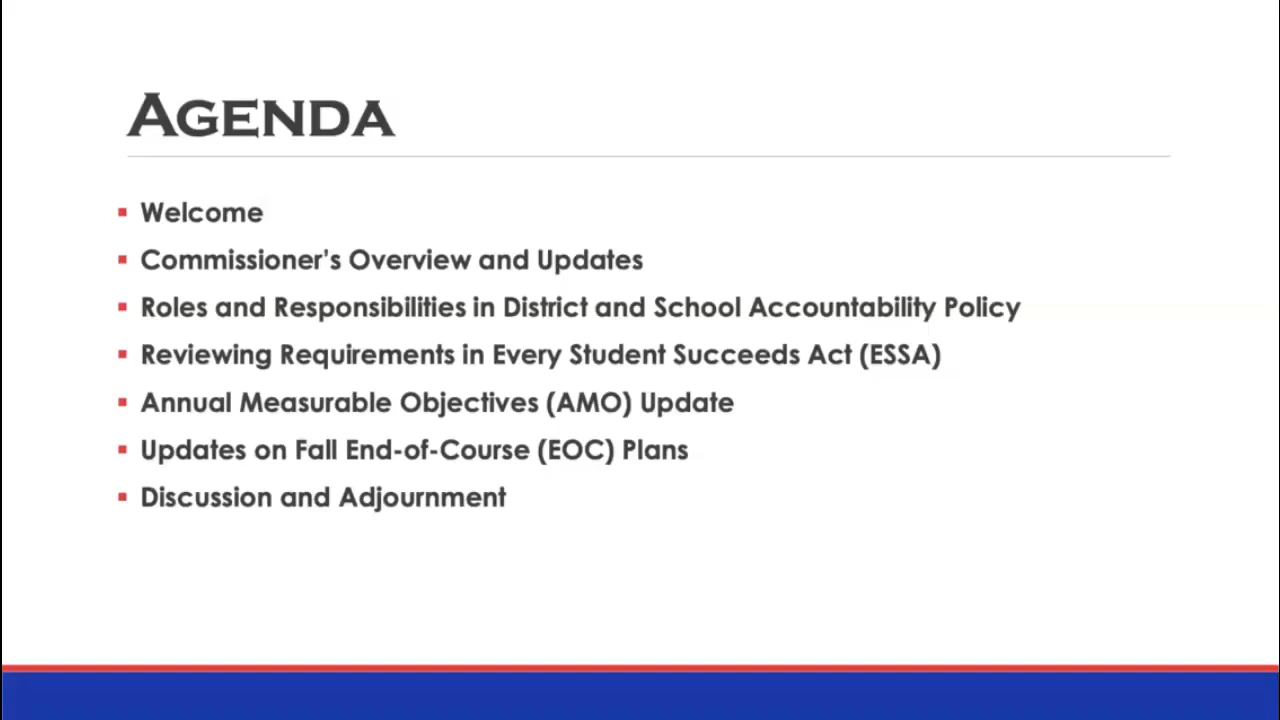 AGENDA
Welcome
Commissioner's Overview and Updates
Roles and Responsibilities in District and School Accountability Policy
Reviewing Requirements in Every Student Succeeds Act (ESSA)
Annual Measurable Objectives (AMO) Update
Updates on Fall End-of-Course (EOC) Plans
Discussion and Adjournment